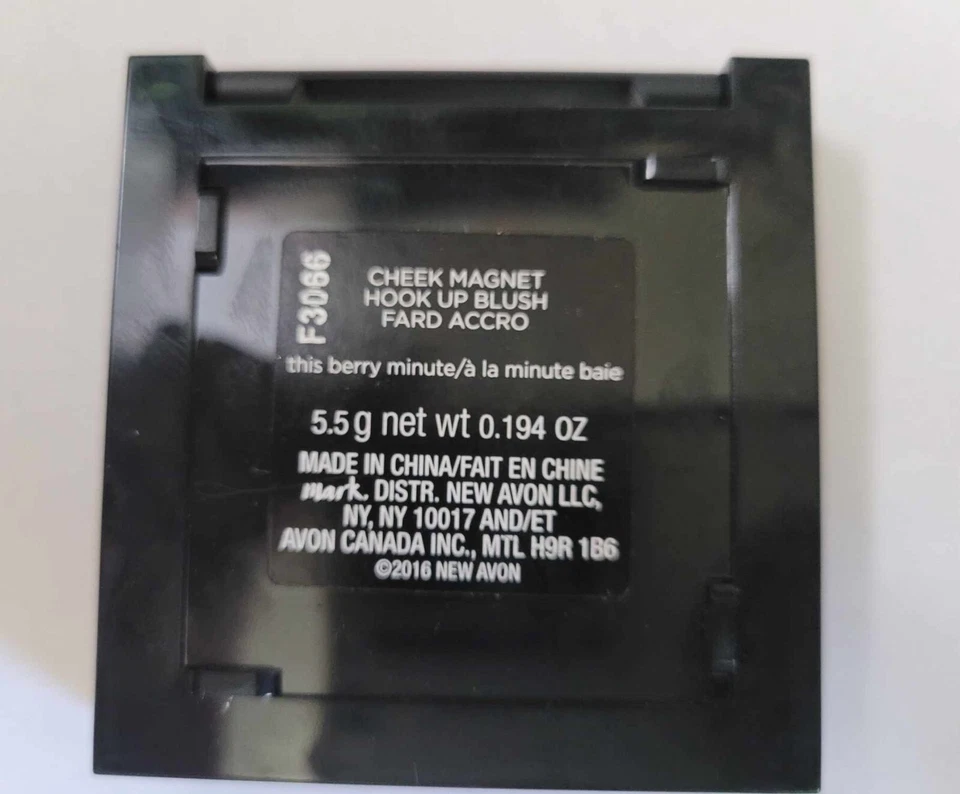 F3066
CHEEK MAGNET
HOOK UP BLUSH
FARD ACCRO
this berry minute/à la minute baie
5.5g net wt 0.194 OZ
MADE IN CHINA/FAIT EN CHINE
mark. DISTR. NEW AVON LLC,
NY, NY 10017 AND/ET
AVON CANADA INC., MTL H9R 1B6
©2016 NEW AVON